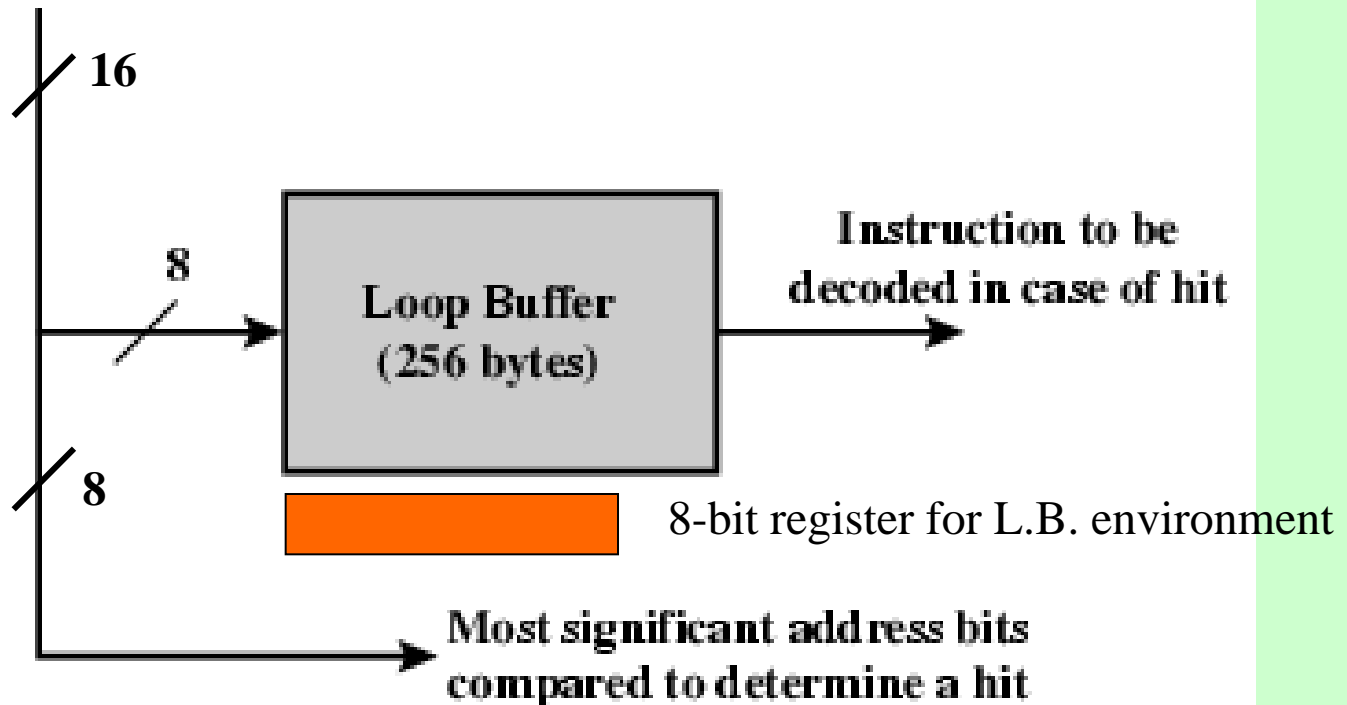 16
8
Loop Buffer
(256 bytes)
Instruction to be
decoded in case of hit
8
8-bit register for L.B. environment
Most significant address bits
compared to determine a hit